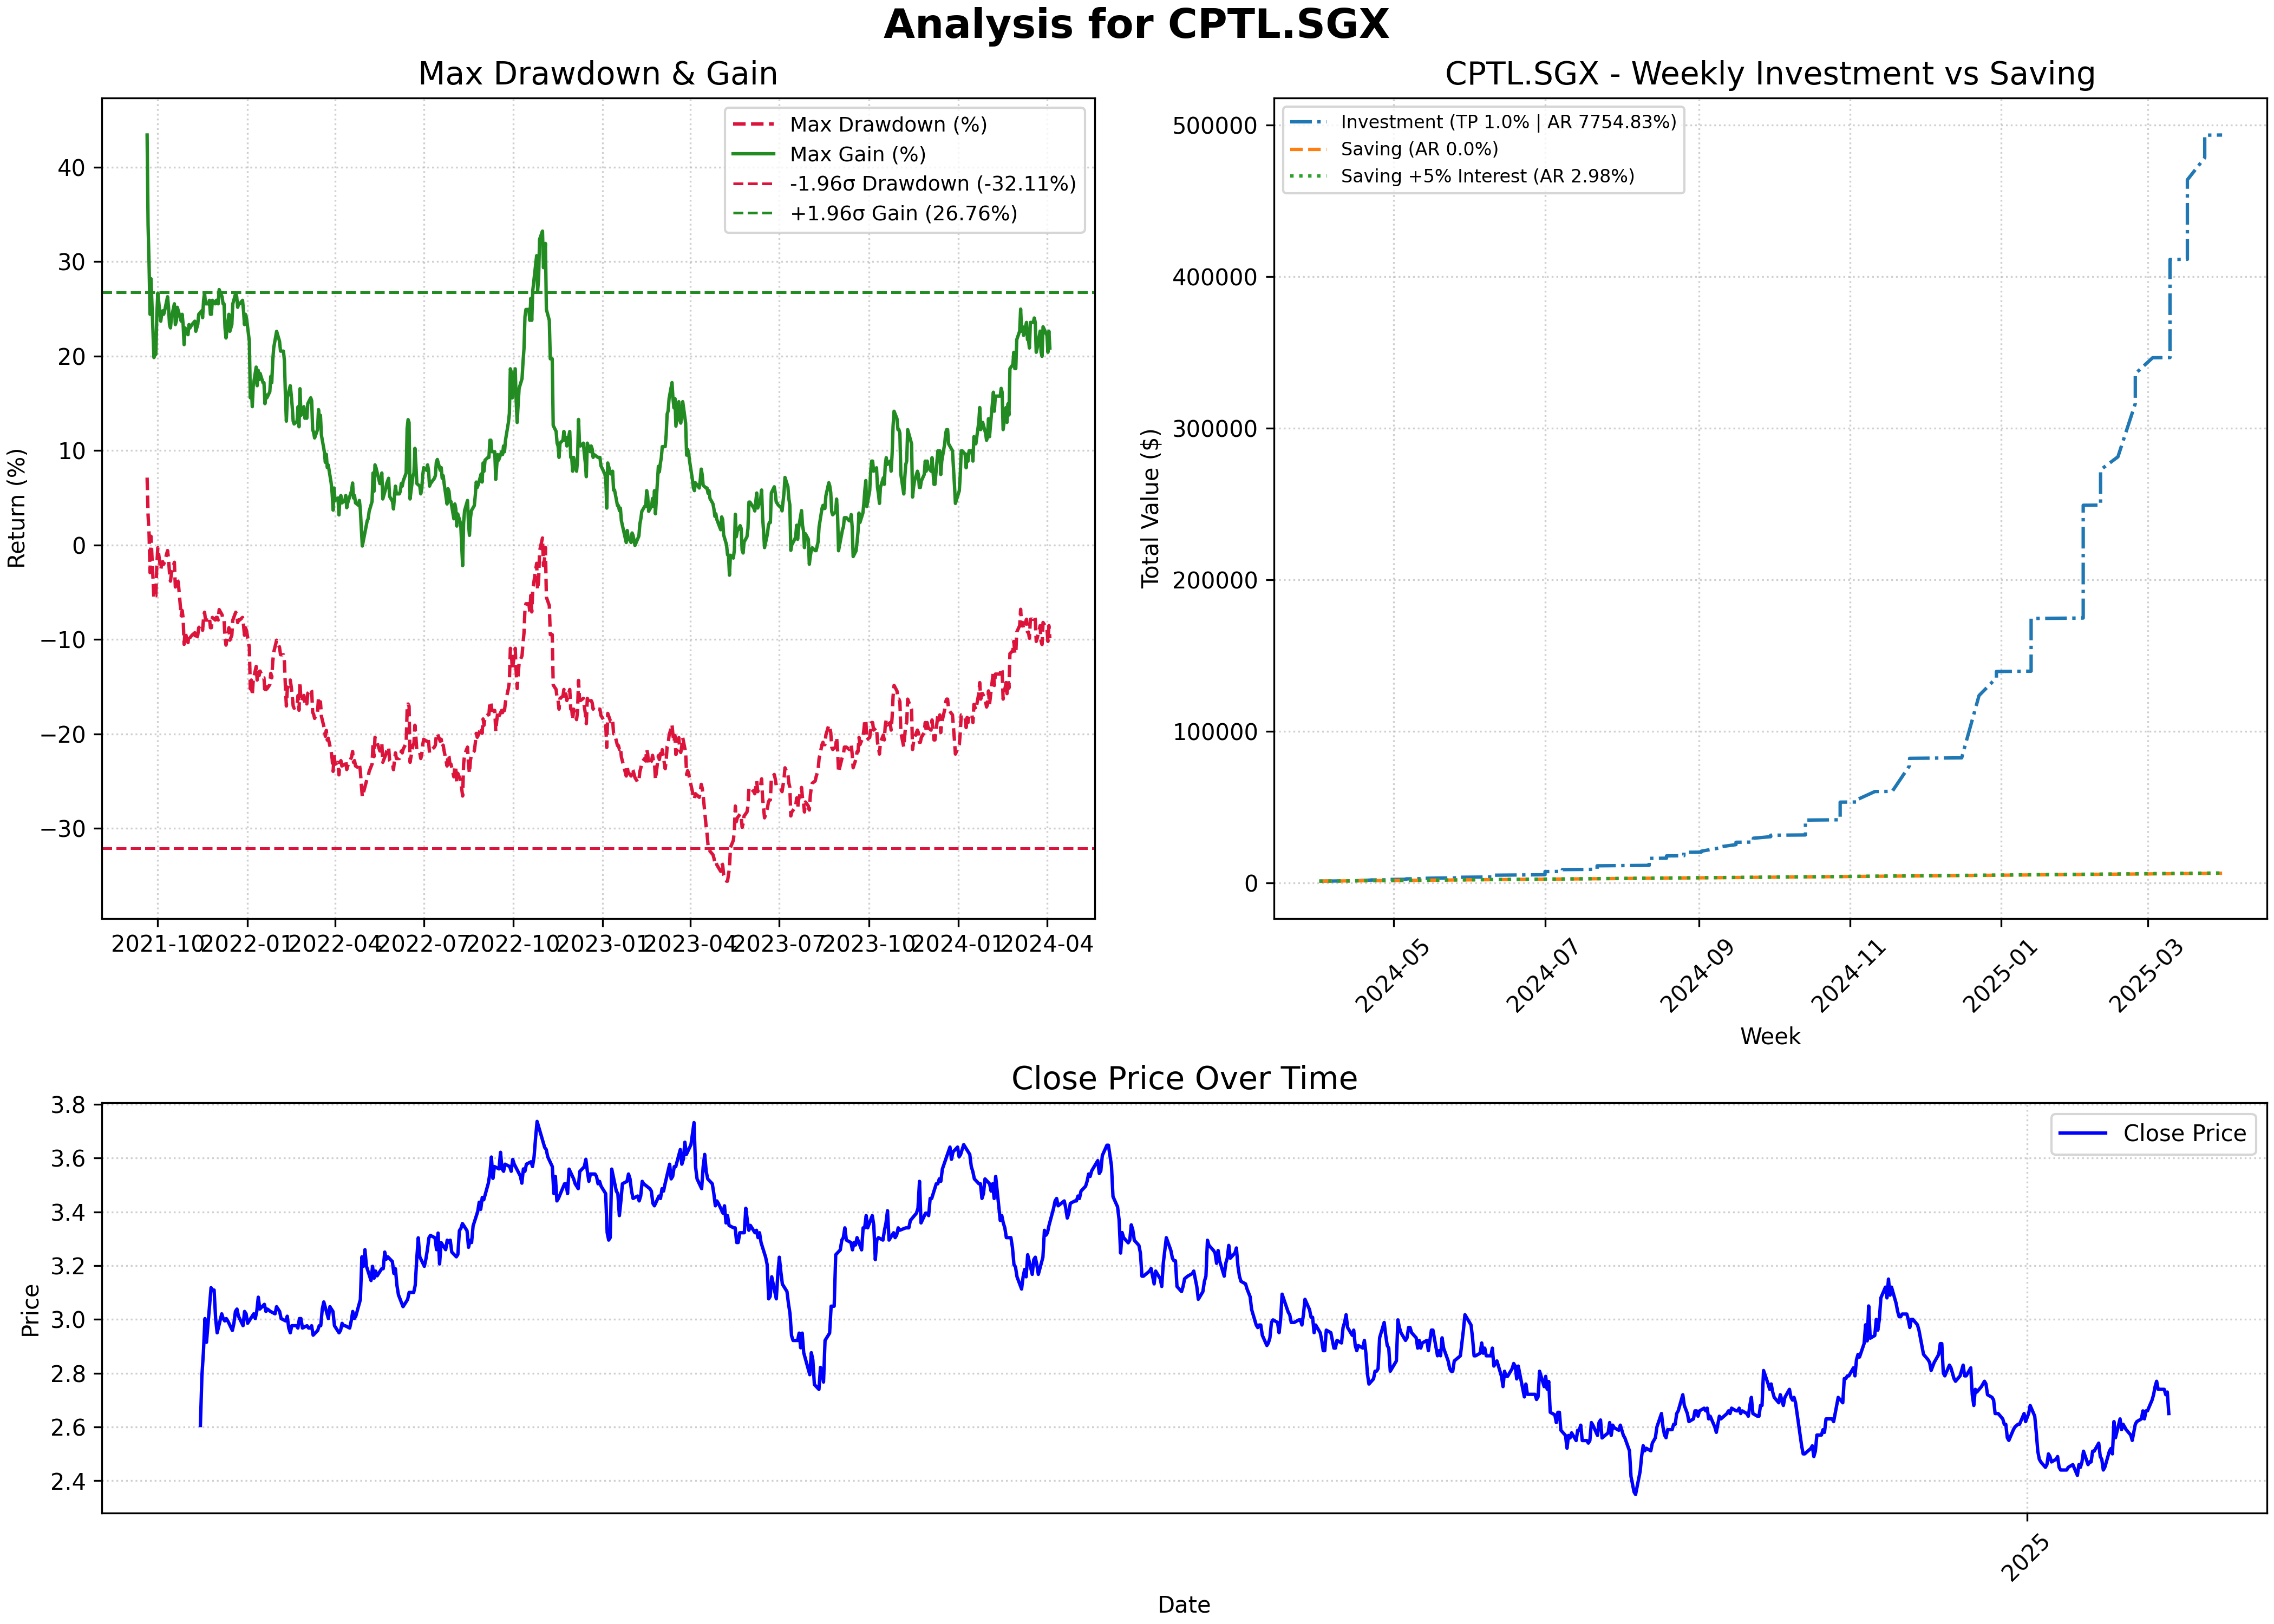 Analysis for CPTL.SGX
Max Drawdown & Gain
Max Drawdown (%)
Max Gain (%)
-1.96σ Drawdown (-32.11%)
+1.96σ Gain (26.76%)
Return (%)
40
30
20
10
0
−10
−20
−30
2021-10
2022-01
2022-04
2022-07
2022-10
2023-01
2023-04
2023-07
2023-10
2024-01
2024-04
CPTL.SGX - Weekly Investment vs Saving
Investment (TP 1.0% | AR 7754.83%)
Saving (AR 0.0%)
Saving +5% Interest (AR 2.98%)
Total Value ($)
500000
400000
300000
200000
100000
0
2024-05
2024-07
2024-09
2024-11
2025-01
2025-03
Week
Close Price Over Time
Close Price
Price
3.8
3.6
3.4
3.2
3.0
2.8
2.6
2.4
2025
Date